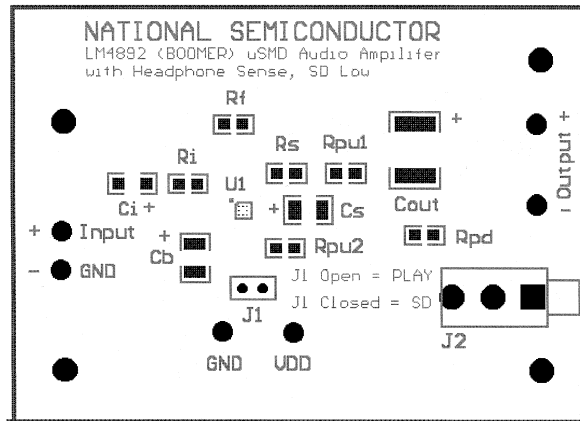 NATIONAL SEMICONDUCTOR
LM4892 (BOOMER) uSMD Audio Ampilifer
with Headphone Sense, SD Low
Rf
Rs Rpu1 +
Ri
U1
Ci + + Cs Cout
Output + -
+ Input
+
Cb
Rpu2 Rpd
- GND
J1 Open = PLAY
J1 Closed = SD
J1
J2
GND VDD